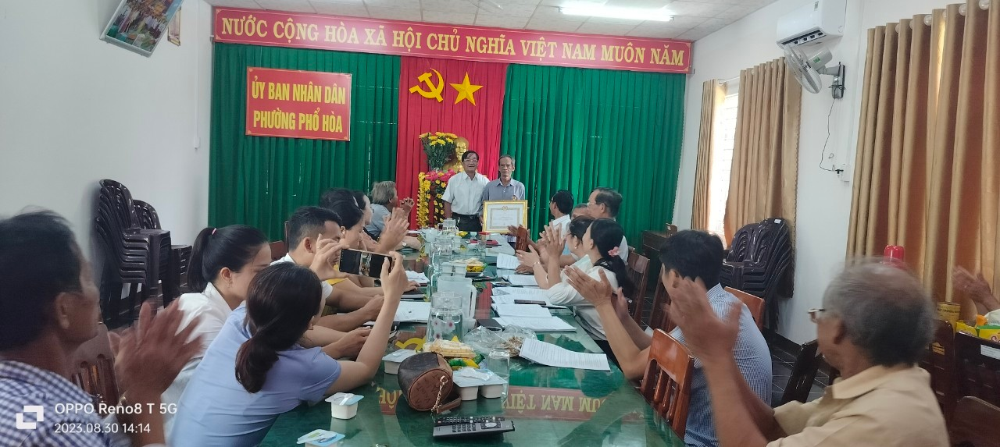 NƯỚC CỘNG HÒA XÃ HỘI CHỦ NGHĨA VIỆT NAM MUÔN NĂM
ỦY BAN NHÂN DÂN
PHƯỜNG PHỔ HÒA
OPPO Reno8 T 5G
2023.08.30 14:14